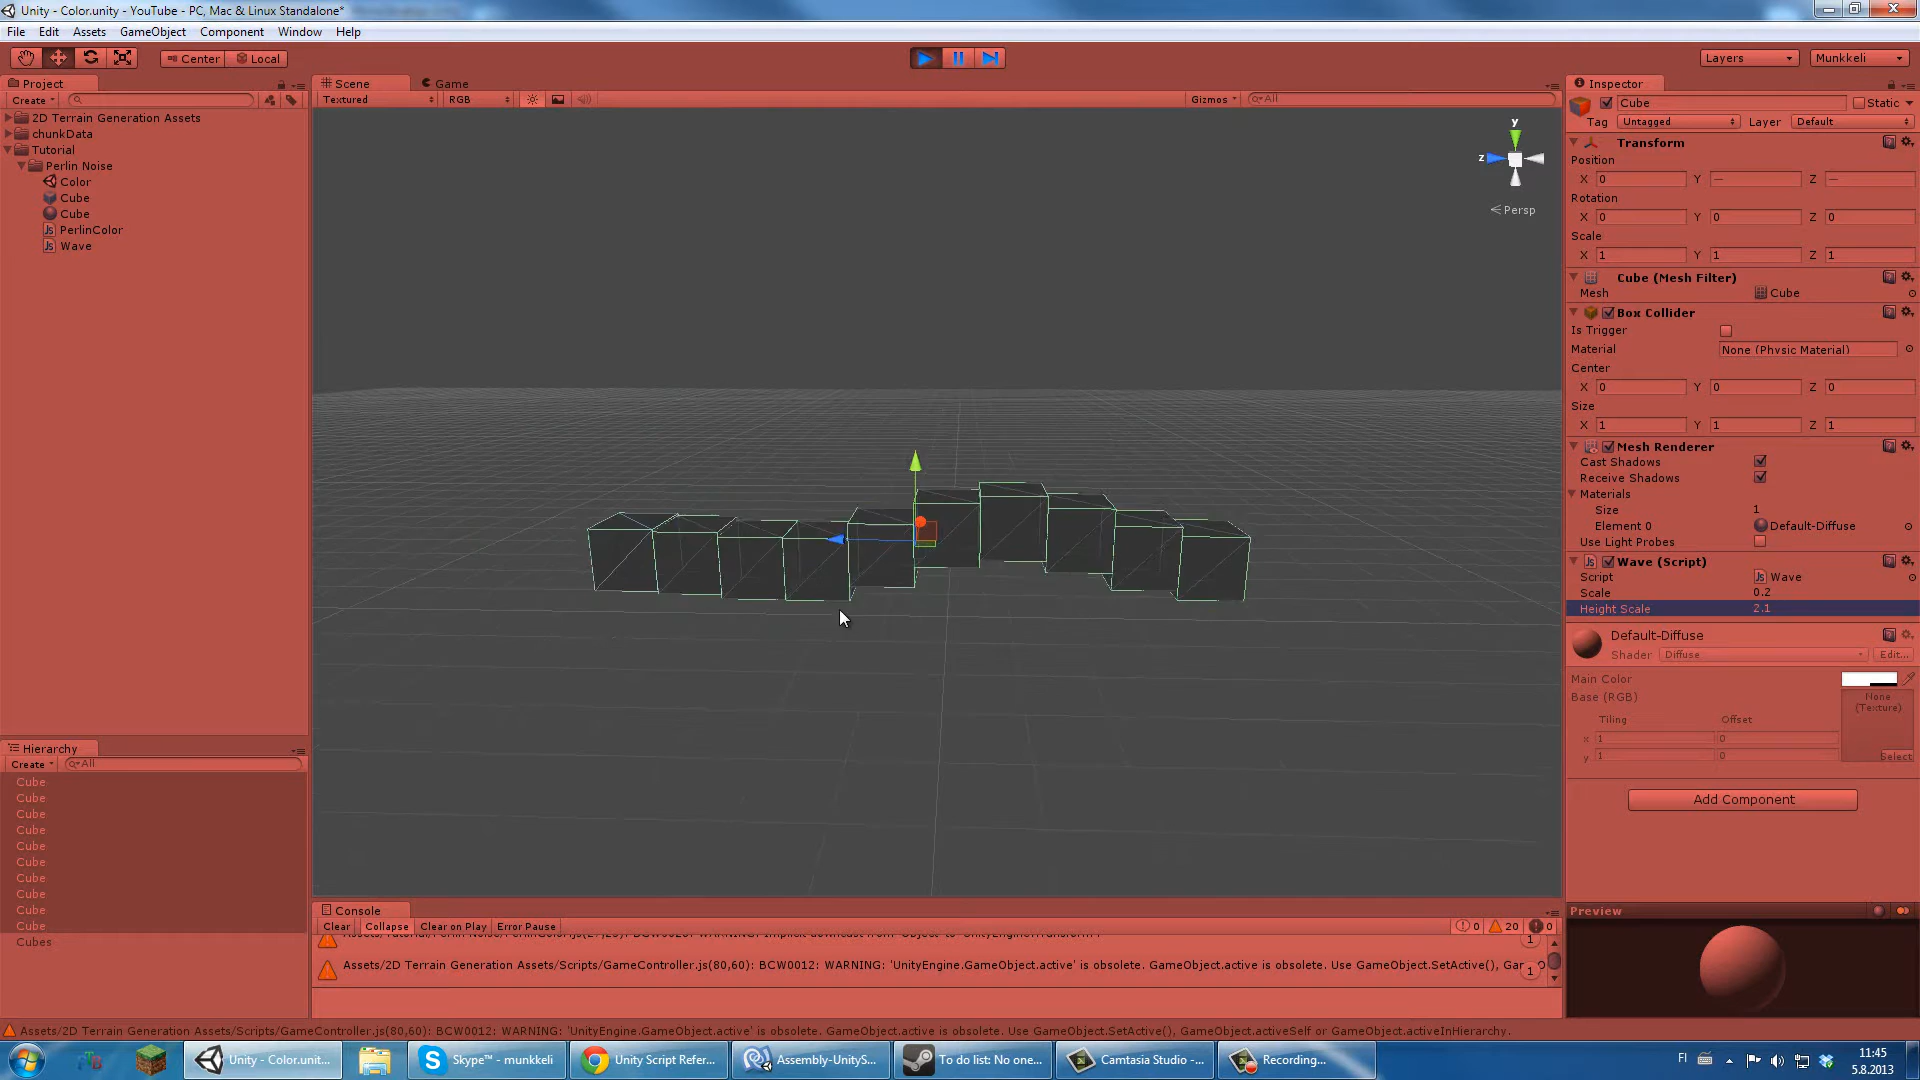 Unity - Color.unity - YouTube - PC, Mac & Linux Standalone*
File Edit Assets GameObject Component Window Help
Center Local
Layers Munkkeli
Project
Create
2D Terrain Generation Assets
chunkData
Tutorial
Perlin Noise
Color
Cube
Cube
PerlinColor
Wave
Hierarchy
Create All
Cube
Cube
Cube
Cube
Cube
Cube
Cube
Cube
Cube
Cube
Cubes
Scene Game
Textured RGB Gizmos All
y
z
Persp
Console
Clear Collapse Clear on Play Error Pause 0 20 0
1
Assets/2D Terrain Generation Assets/Scripts/GameController.js(80,60): BCW0012: WARNING: 'UnityEngine.GameObject.active' is obsolete. GameObject.active is obsolete. Use GameObject.SetActive(), 1
Inspector
Cube Static
Tag Untagged Layer Default
Transform
Position
X 0 Y — Z —
Rotation
X 0 Y 0 Z 0
Scale
X 1 Y 1 Z 1
Cube (Mesh Filter)
Mesh Cube
Box Collider
Is Trigger
Material None (Physic Material)
Center
X 0 Y 0 Z 0
Size
X 1 Y 1 Z 1
Mesh Renderer
Cast Shadows
Receive Shadows
Materials
Size 1
Element 0 Default-Diffuse
Use Light Probes
Wave (Script)
Script Wave
Scale 0.2
Height Scale 2.1
Default-Diffuse
Shader Diffuse Edit...
Main Color
Base (RGB) None
(Texture)
Tiling Offset
x 1 0
y 1 0
Select
Add Component
Preview
Assets/2D Terrain Generation Assets/Scripts/GameController.js(80,60): BCW0012: WARNING: 'UnityEngine.GameObject.active' is obsolete. GameObject.active is obsolete. Use GameObject.SetActive(), GameObject.activeSelf or GameObject.activeInHierarchy.
Unity - Color.unit... Skype™ - munkkeli Unity Script Refer... Assembly-UnityS... To do list: No one... Camtasia Studio -... Recording... FI 11:45
5.8.2013